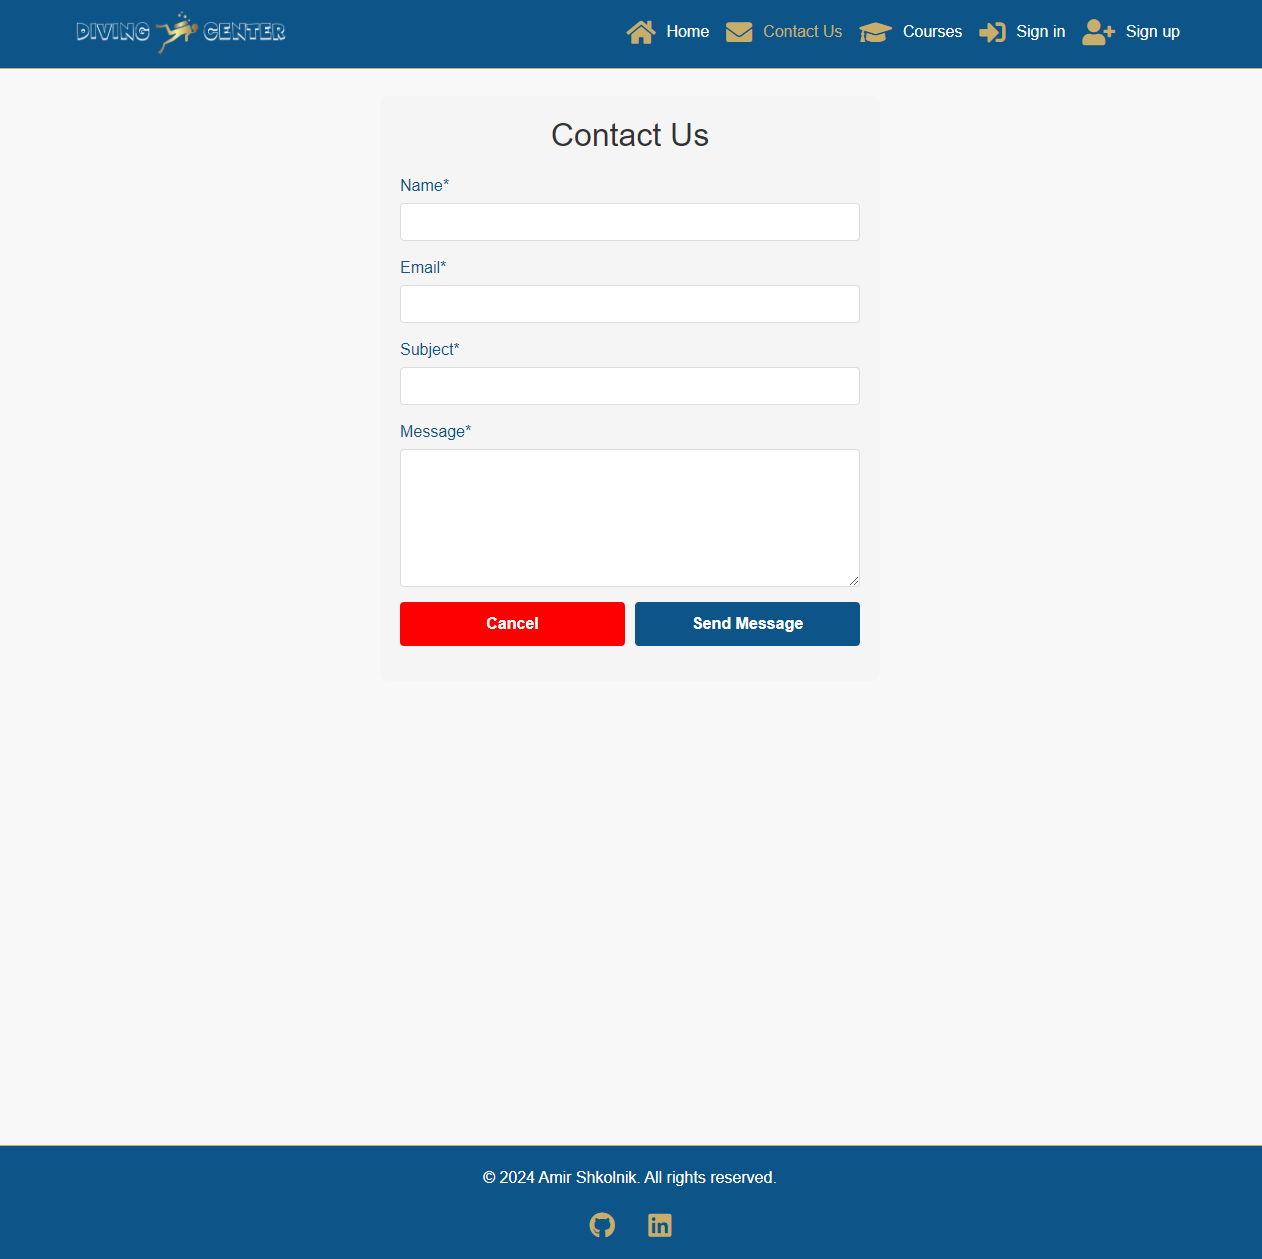 DIVING CENTER
Home Contact Us Courses Sign in Sign up
Contact Us
Name*
Email*
Subject*
Message*
Cancel Send Message
© 2024 Amir Shkolnik. All rights reserved.
in